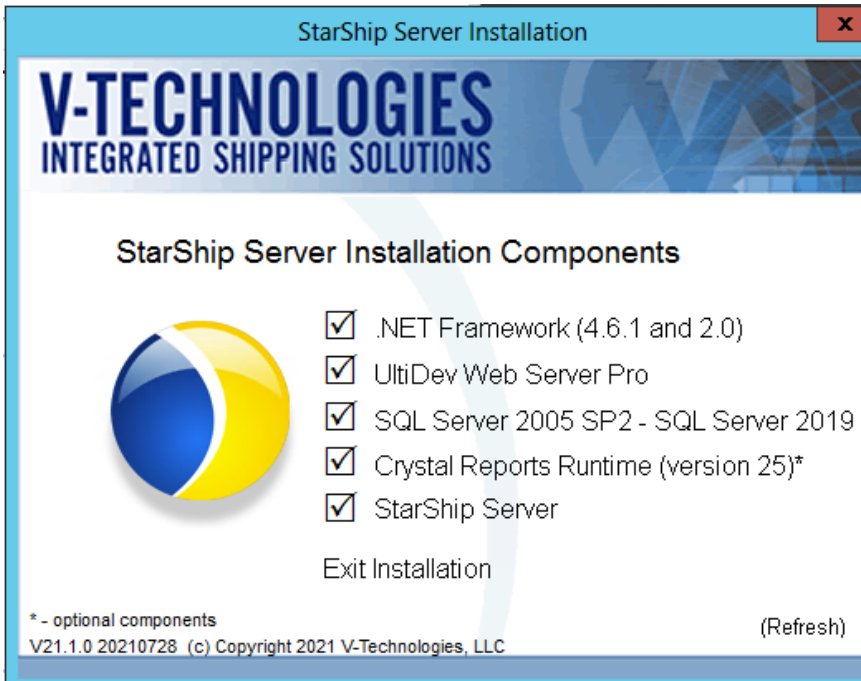 StarShip Server Installation
x
V-TECHNOLOGIES
INTEGRATED SHIPPING SOLUTIONS
StarShip Server Installation Components
.NET Framework (4.6.1 and 2.0)
UltiDev Web Server Pro
SQL Server 2005 SP2 - SQL Server 2019
Crystal Reports Runtime (version 25)*
StarShip Server
Exit Installation
* - optional components
(Refresh)
V21.1.0 20210728 (c) Copyright 2021 V-Technologies, LLC